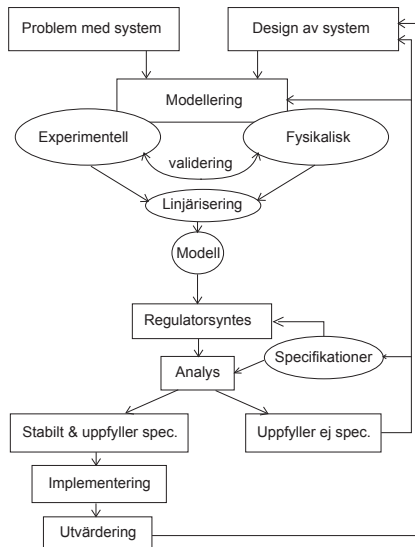 Problem med system
Design av system
Modellering
Experimentell
Fysikalisk
validering
Linjärisering
Modell
Regulatorsyntes
Specifikationer
Analys
Stabilt & uppfyller spec.
Uppfyller ej spec.
Implementering
Utvärdering